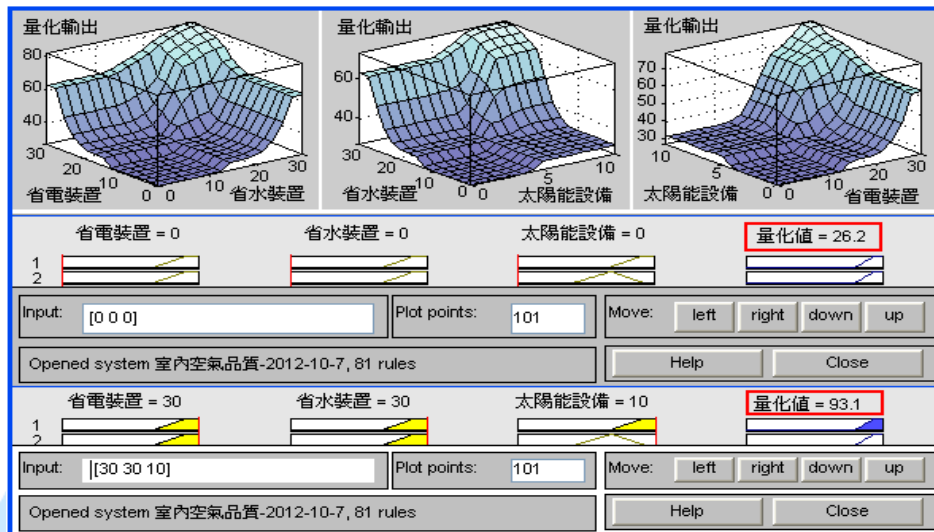 量化輸出
80
60
40
30
20
10
0
0
10
20
30
省電裝置
省水裝置
量化輸出
60
40
30
20
10
0
0
5
10
省水裝置
太陽能設備
量化輸出
70
60
50
40
30
10
5
0
0
10
20
30
太陽能設備
省電裝置
省電裝置 = 0 省水裝置 = 0 太陽能設備 = 0 量化值 = 26.2
1
2
Input: [0 0 0] Plot points: 101 Move: left right down up
Opened system 室內空氣品質-2012-10-7, 81 rules Help Close
省電裝置 = 30 省水裝置 = 30 太陽能設備 = 10 量化值 = 93.1
1
2
Input: [30 30 10] Plot points: 101 Move: left right down up
Opened system 室內空氣品質-2012-10-7, 81 rules Help Close